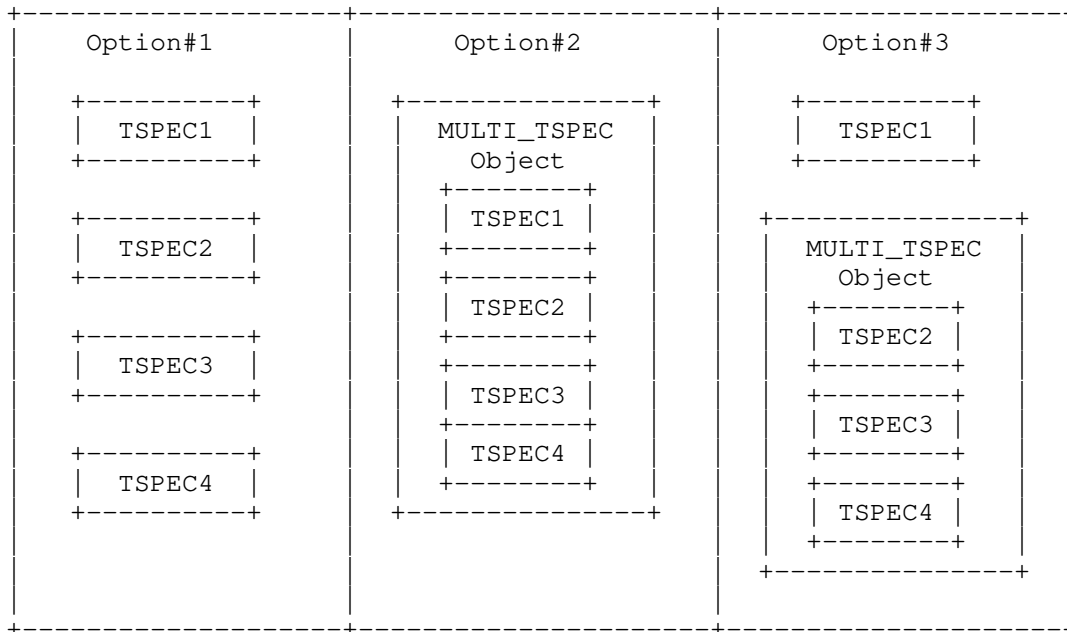 Option#1
TSPEC1
TSPEC2
TSPEC3
TSPEC4
Option#2
MULTI_TSPEC
Object
TSPEC1
TSPEC2
TSPEC3
TSPEC4
Option#3
TSPEC1
MULTI_TSPEC
Object
TSPEC2
TSPEC3
TSPEC4